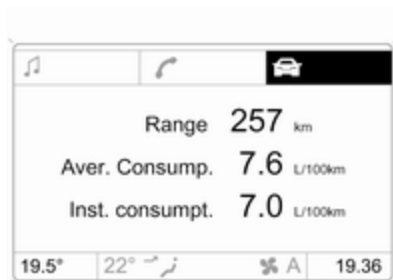 Range 257 km
Aver. Consump. 7.6 L/100km
Inst. consumpt. 7.0 L/100km
19.5° 22° A 19.36